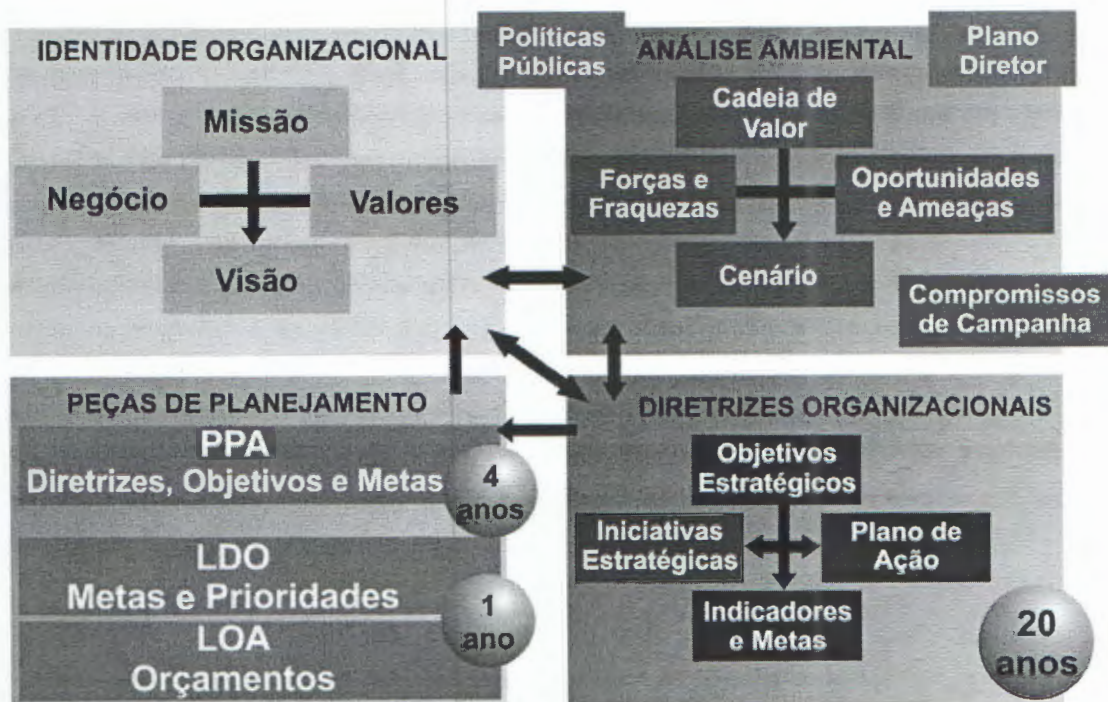 IDENTIDADE ORGANIZACIONAL
Missão
Negócio
Valores
Visão
Políticas
Públicas
ANÁLISE AMBIENTAL
Plano
Diretor
Cadeia de
Valor
Forças e
Fraquezas
Oportunidades
e Ameaças
Cenário
Compromissos
de Campanha
PEÇAS DE PLANEJAMENTO
PPA
Diretrizes, Objetivos e Metas
4
anos
LDO
Metas e Prioridades
1
ano
LOA
Orçamentos
DIRETRIZES ORGANIZACIONAIS
Objetivos
Estratégicos
Iniciativas
Estratégicas
Plano de
Ação
Indicadores
e Metas
20
anos